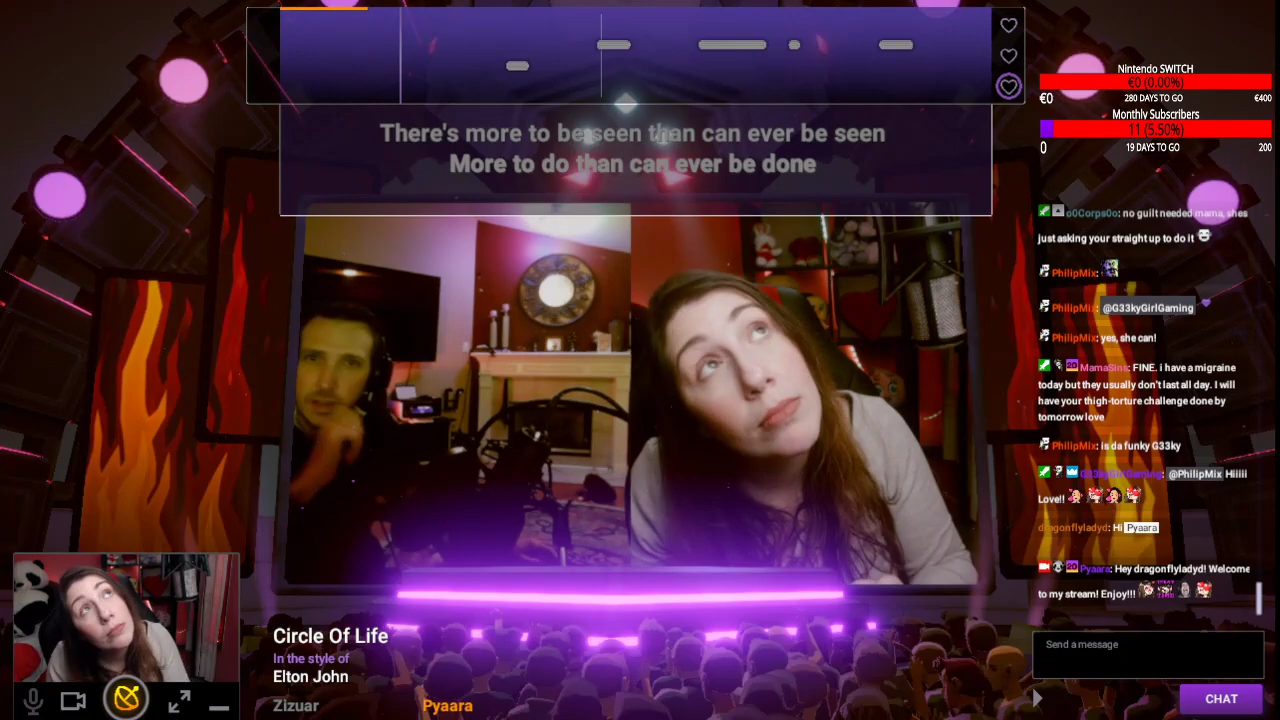 There's more to be seen than can ever be seen
More to do than can ever be done
Nintendo SWITCH
€0 (0.00%)
€0 280 DAYS TO GO €400
Monthly Subscribers
11 (5.50%)
0 19 DAYS TO GO 200
o0Corps0o: no guilt needed mama, shes
just asking your straight up to do it
PhilipMix:
PhilipMix: @G33kyGirlGaming
PhilipMix: yes, she can!
MamaSins: FINE. i have a migraine
today but they usually don't last all day. I will
have your thigh-torture challenge done by
tomorrow love
PhilipMix: is da funky G33ky
G33kyGirlGaming: @PhilipMix Hiiiii
Love!!
dragonflyladyd: Hi Pyaara
Pyaara: Hey dragonflyladyd! Welcome
to my stream! Enjoy!!!
Send a message
CHAT
Circle Of Life
In the style of
Elton John
Zizuar Pyaara